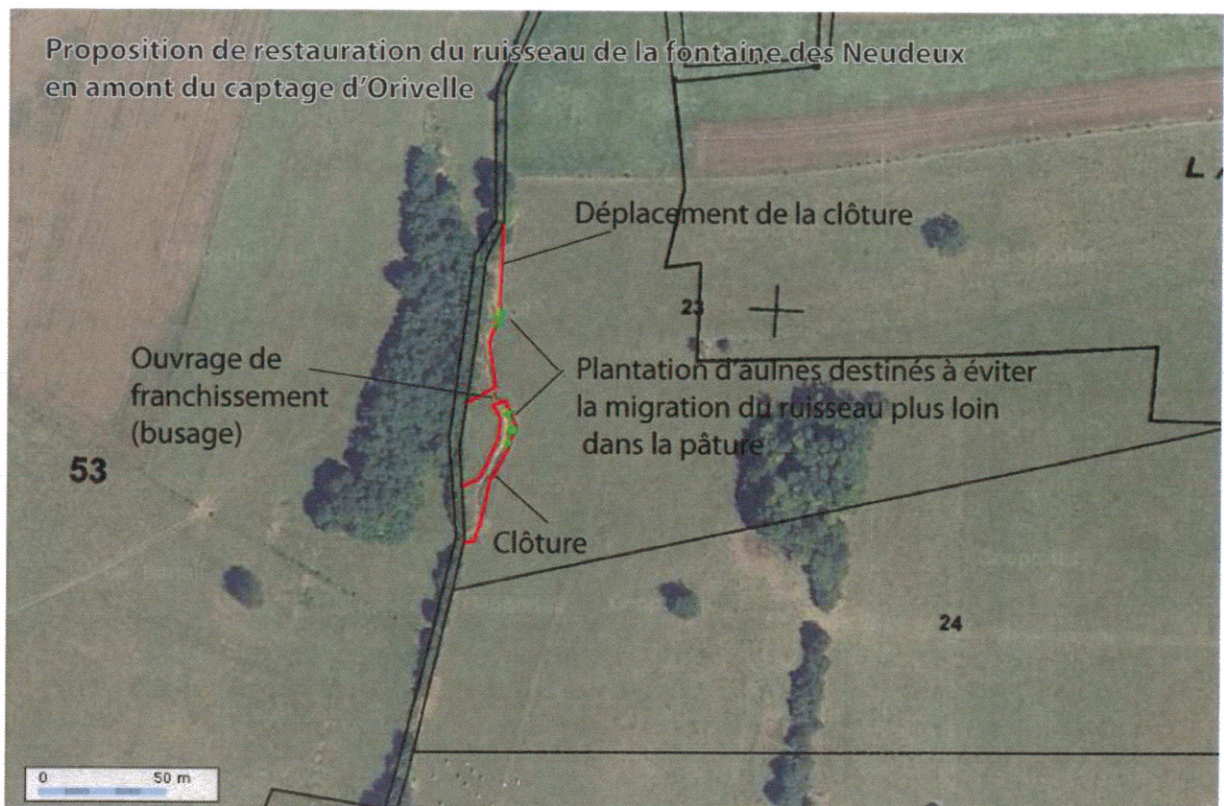 Proposition de restauration du ruisseau de la fontaine des Neudeux
en amont du captage d'Orivelle
L
Déplacement de la clôture
23
Ouvrage de
franchissement
(busage)
Plantation d'aulnes destinés à éviter
la migration du ruisseau plus loin
dans la pâture
53
Clôture
24
0 50 m